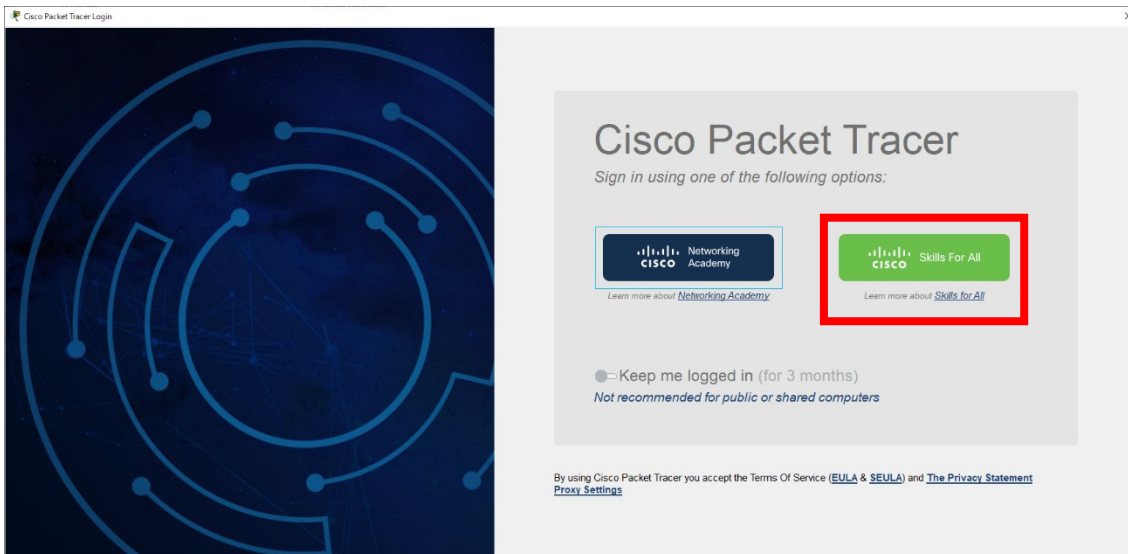 Cisco Packet Tracer Login
Cisco Packet Tracer
Sign in using one of the following options:
CISCO Networking Academy
CISCO Skills For All
Learn more about Networking Academy
Learn more about Skills for All
Keep me logged in (for 3 months)
Not recommended for public or shared computers
By using Cisco Packet Tracer you accept the Terms Of Service (EULA & SEULA) and The Privacy Statement
Proxy Settings